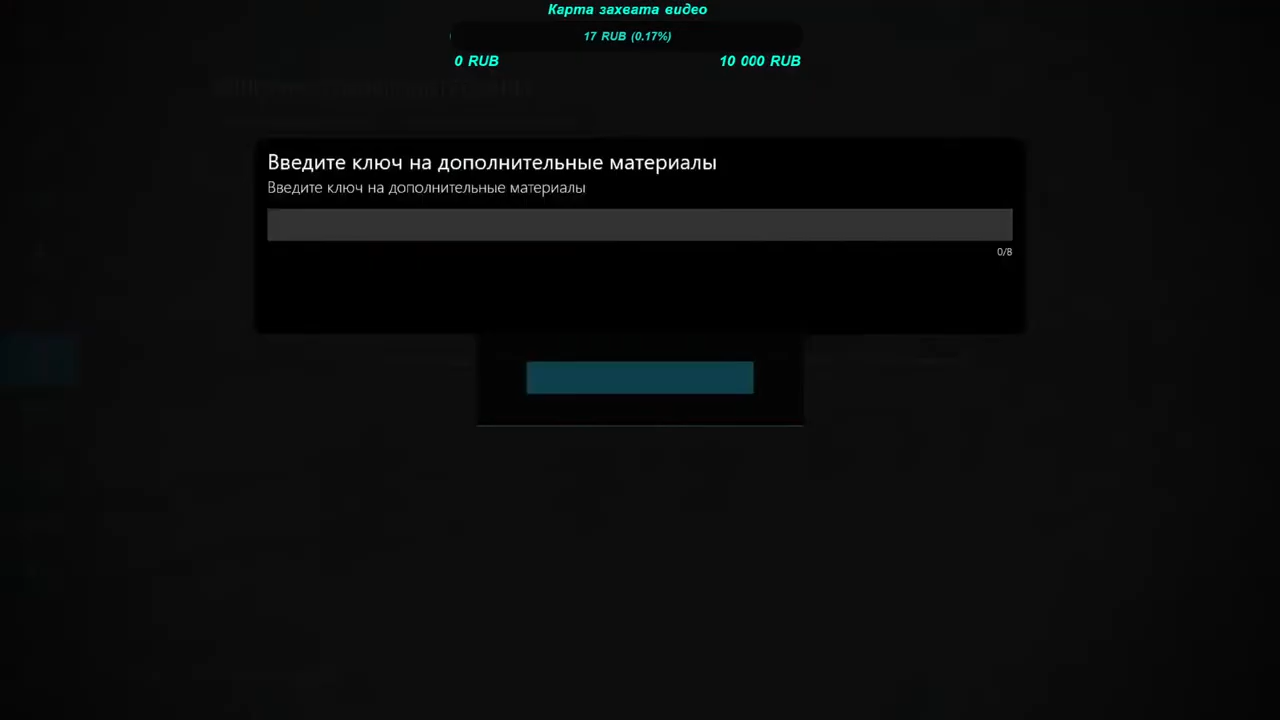 Карта захвата видео
17 RUB (0.17%)
0 RUB
10 000 RUB
Введите ключ на дополнительные материалы
Введите ключ на дополнительные материалы
0/8